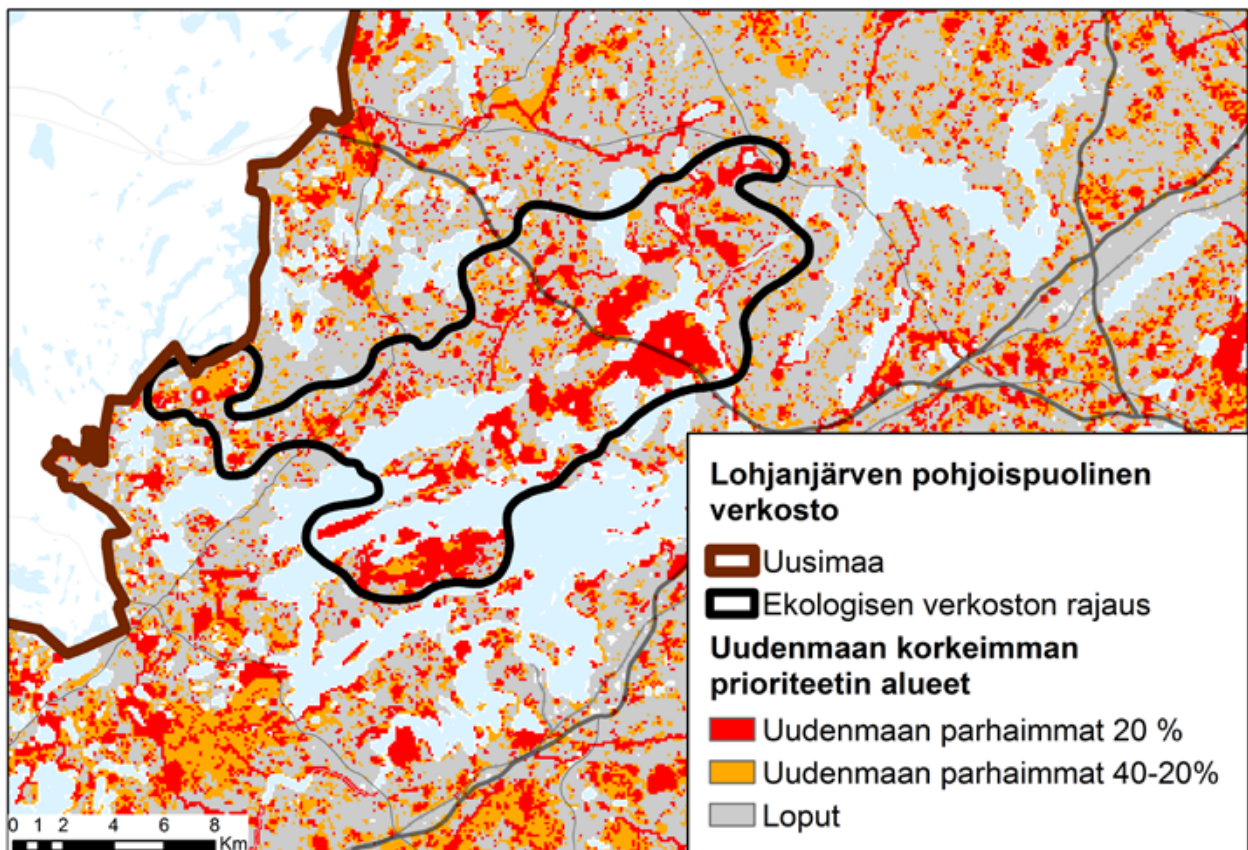 Lohjanjärven pohjoispuolinen
verkosto
Uusimaa
Ekologisen verkoston rajaus
Uudenmaan korkeimman
prioriteetin alueet
Uudenmaan parhaimmat 20 %
Uudenmaan parhaimmat 40-20%
Loput
0 1 2 4 6 8
Km